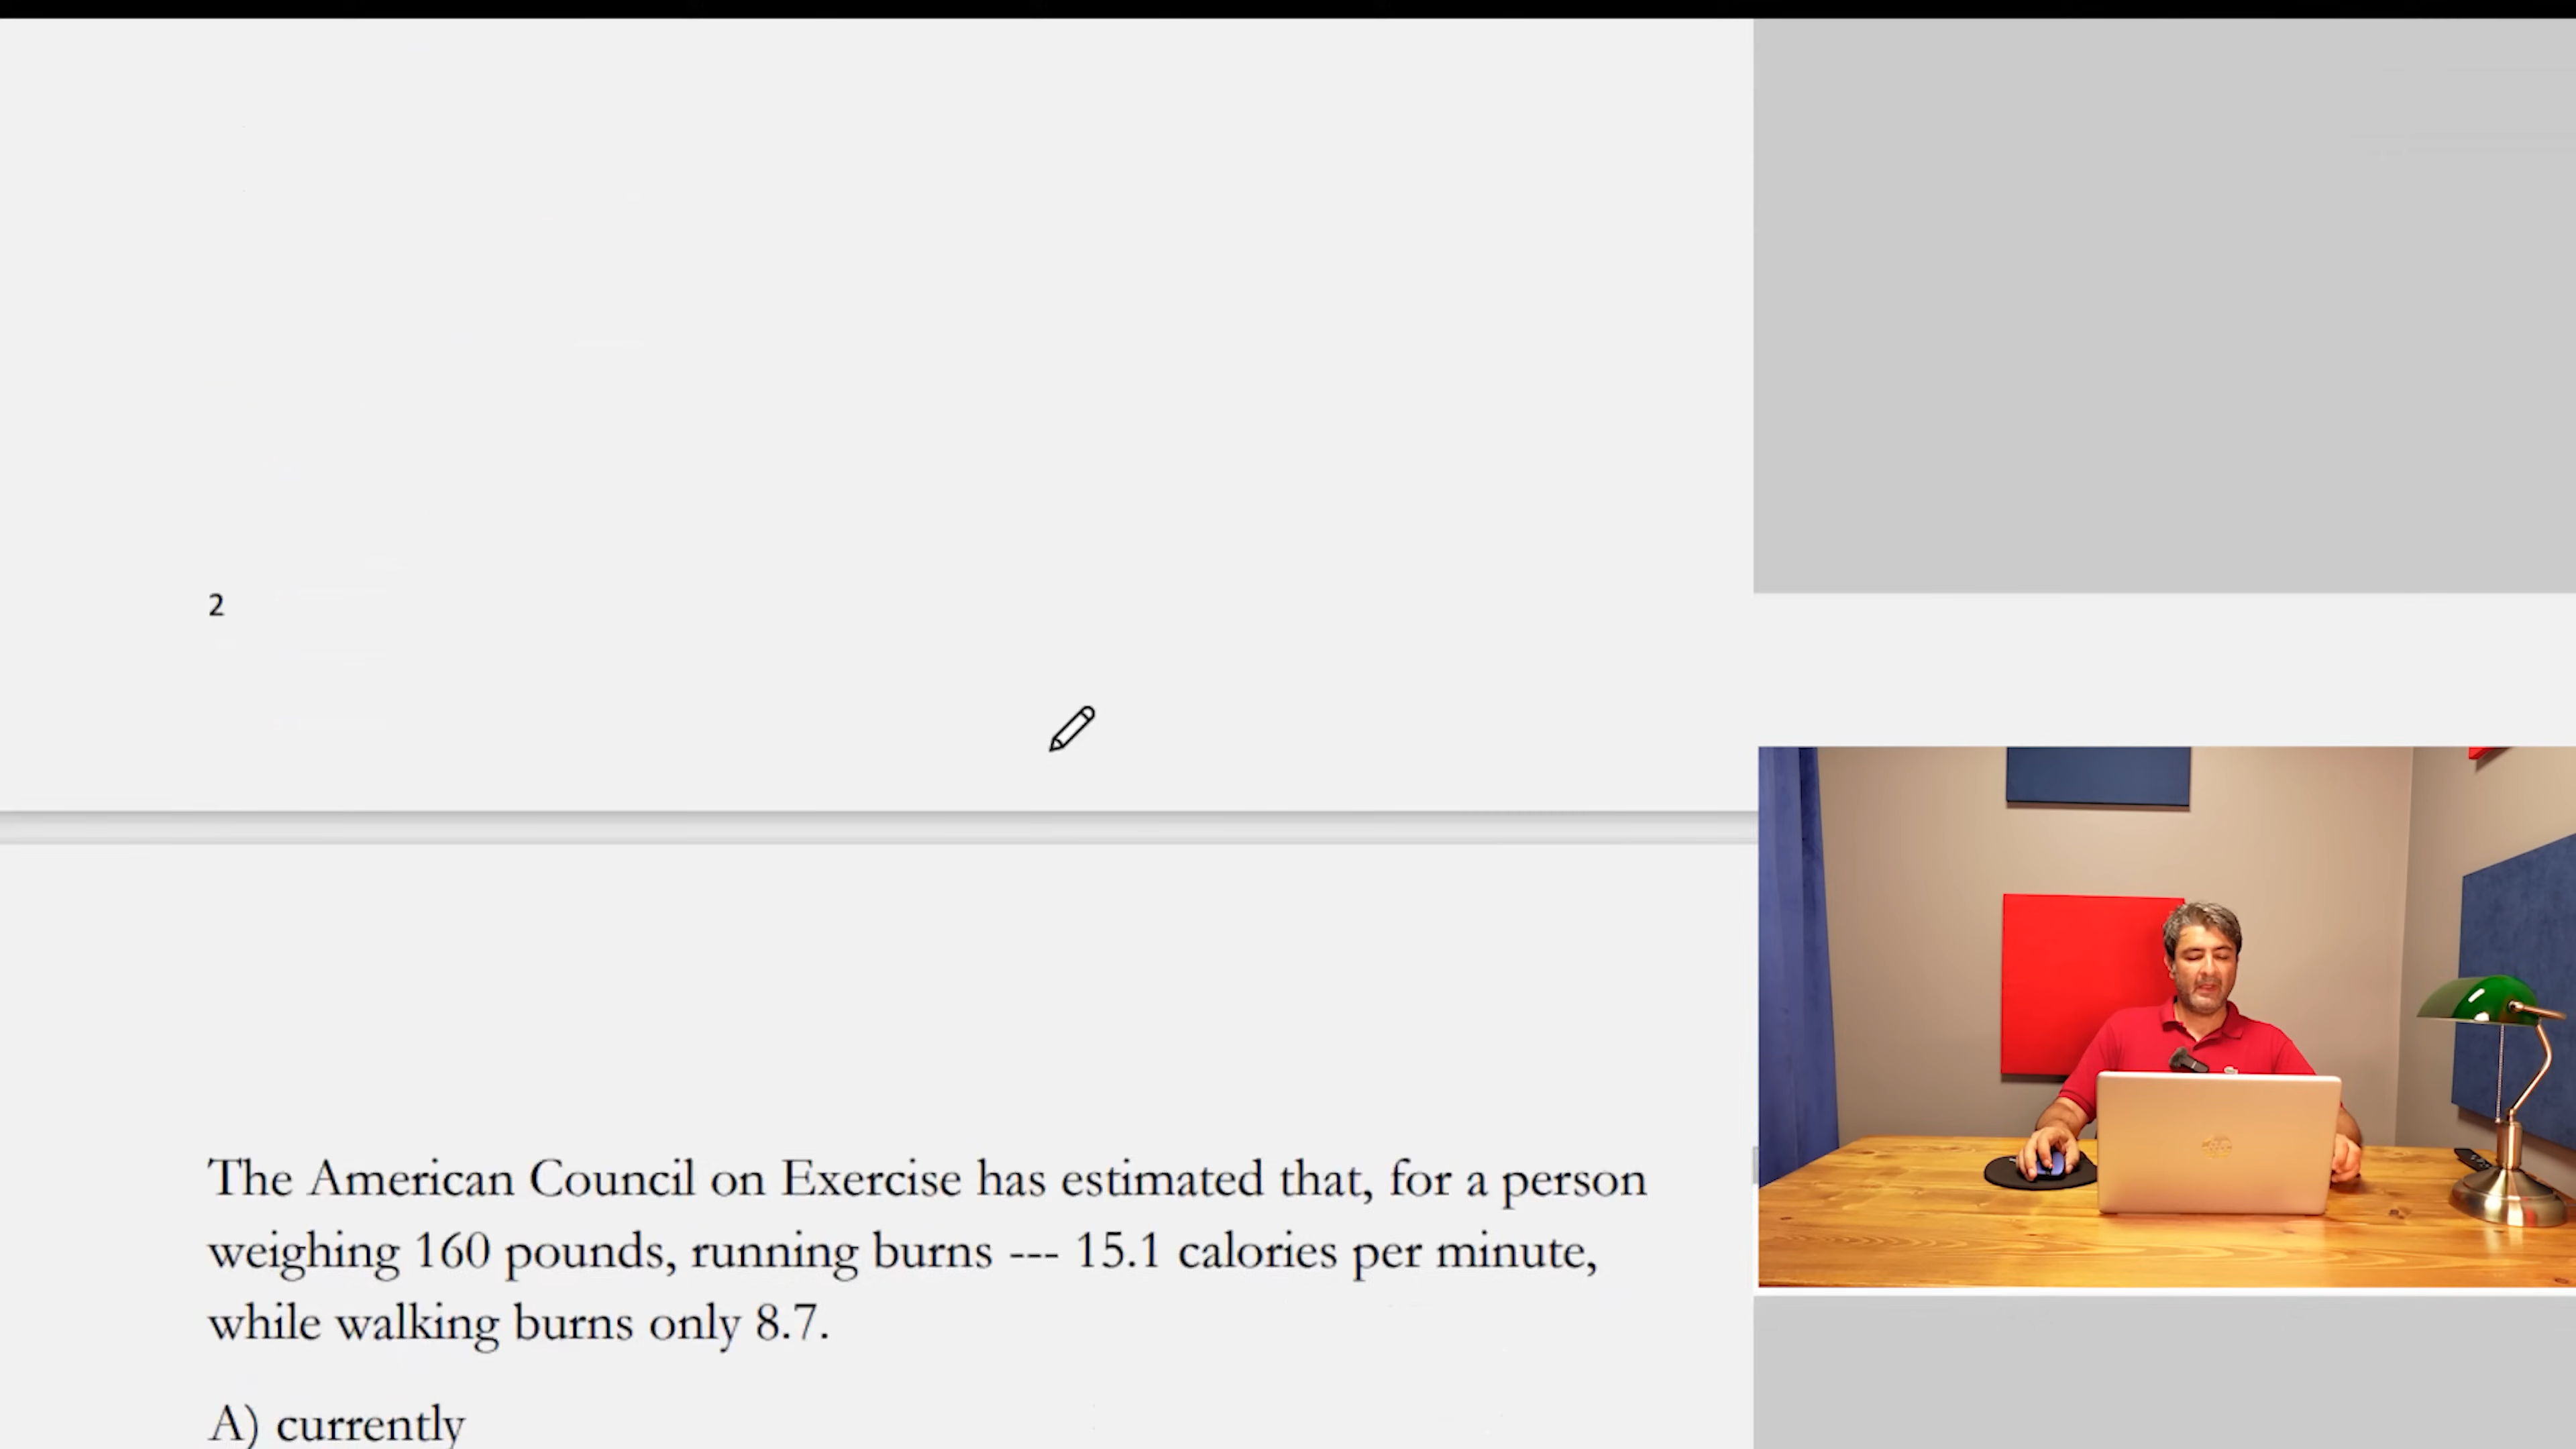 2
The American Council on Exercise has estimated that, for a person
weighing 160 pounds, running burns --- 15.1 calories per minute,
while walking burns only 8.7.
A) currently